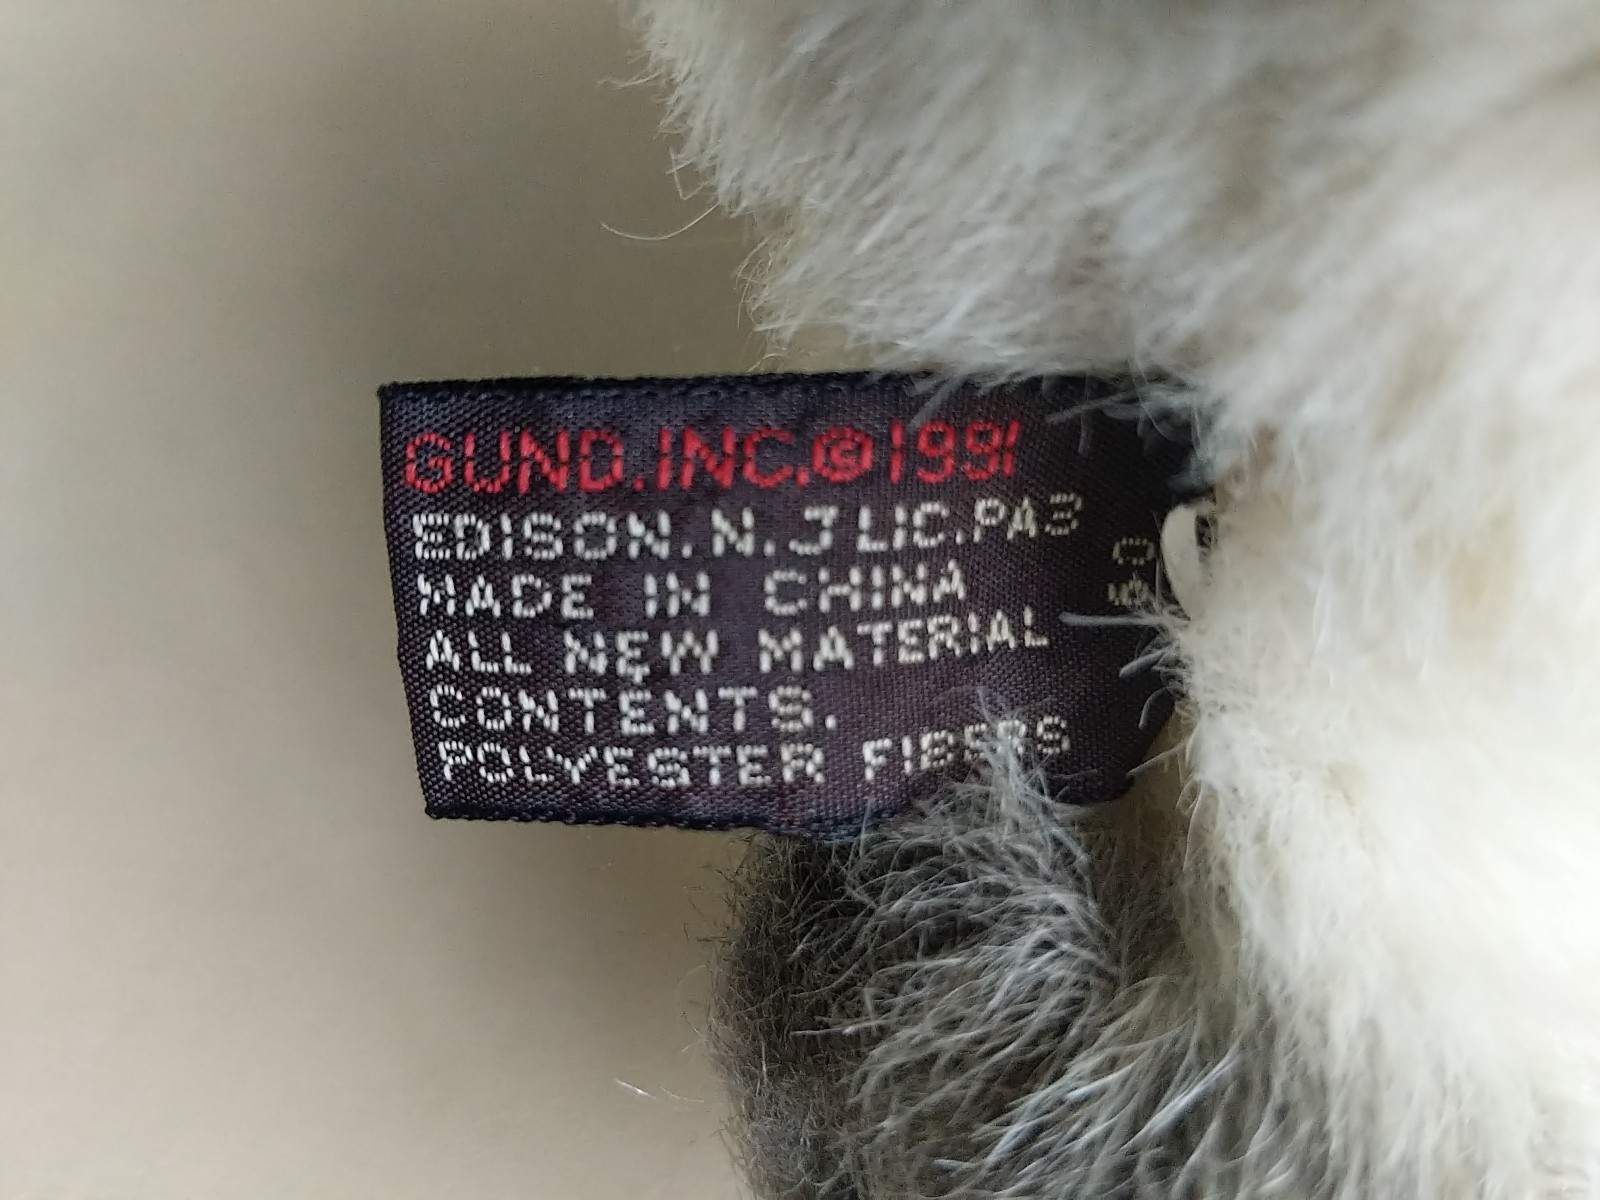 GUND.INC.©1991
EDISON.N.J LIC.PA3
MADE IN CHINA
ALL NEW MATERIAL
CONTENTS.
POLYESTER FIBERS